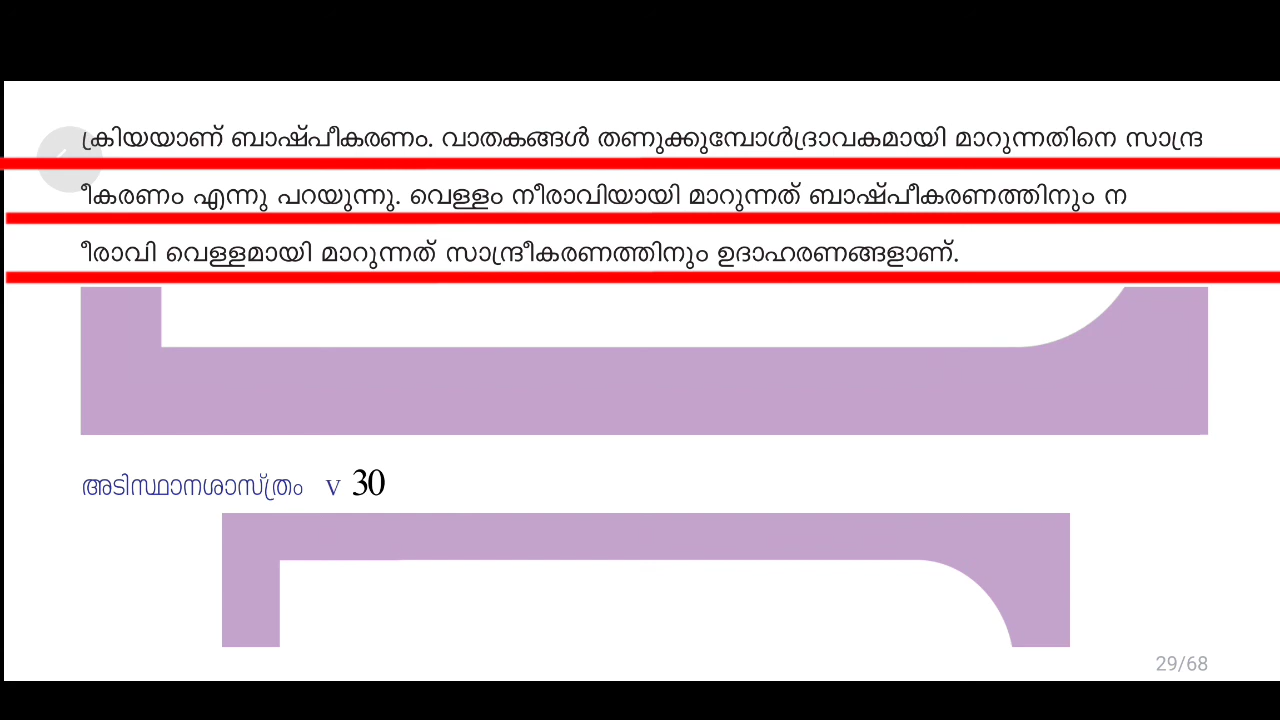 ക്രിയയാണ് ബാഷ്പീകരണം. വാതകങ്ങൾ തണുക്കുമ്പോൾദ്രാവകമായി മാറുന്നതിനെ സാന്ദ്ര
ീകരണം എന്നു പറയുന്നു. വെള്ളം നീരാവിയായി മാറുന്നത് ബാഷ്പീകരണത്തിനും ന
ീരാവി വെള്ളമായി മാറുന്നത് സാന്ദ്രീകരണത്തിനും ഉദാഹരണങ്ങളാണ്.
അടിസ്ഥാനശാസ്ത്രം v 30
29/68